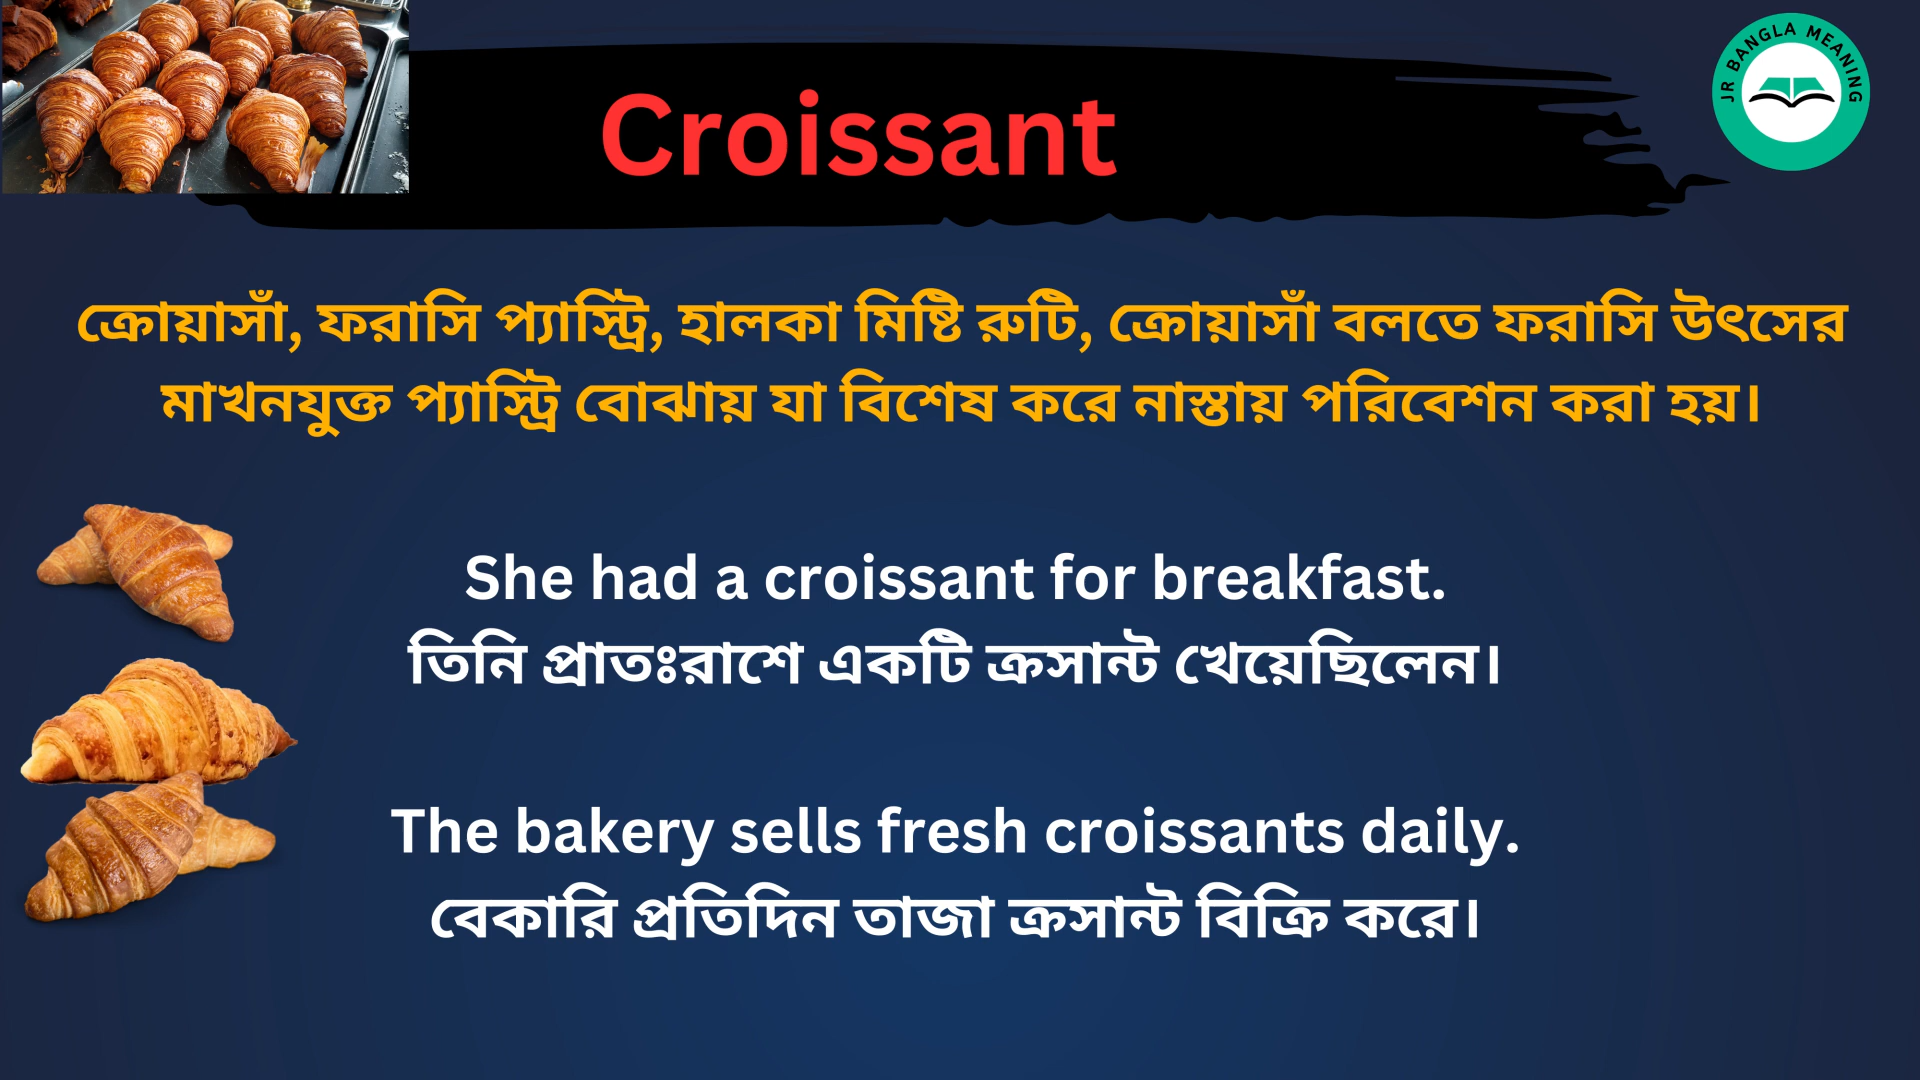 JR BANGLA MEANING
Croissant
ক্রোয়াসাঁ, ফরাসি প্যাস্ট্রি, হালকা মিষ্টি রুটি, ক্রোয়াসাঁ বলতে ফরাসি উৎসের
মাখনযুক্ত প্যাস্ট্রি বোঝায় যা বিশেষ করে নাস্তায় পরিবেশন করা হয়।
She had a croissant for breakfast.
তিনি প্রাতঃরাশে একটি ক্রসান্ট খেয়েছিলেন।
The bakery sells fresh croissants daily.
বেকারি প্রতিদিন তাজা ক্রসান্ট বিক্রি করে।